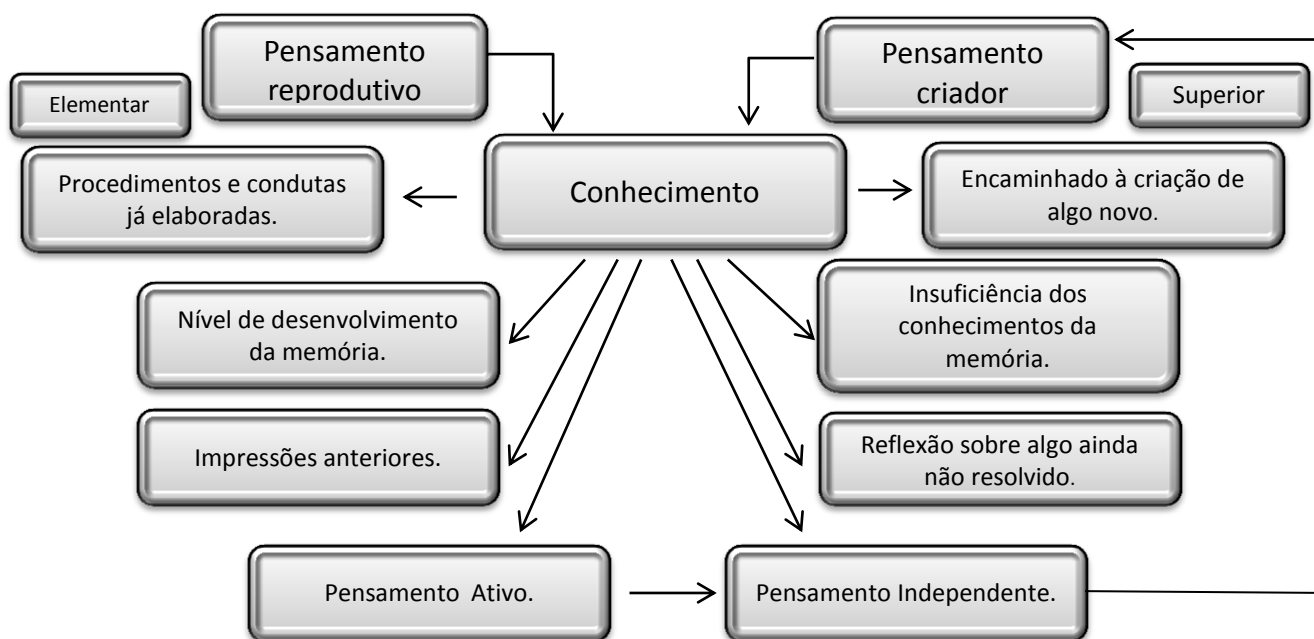 Pensamento
reprodutivo
Pensamento
criador
Elementar
Superior
Procedimentos e condutas
já elaboradas.
Conhecimento
Encaminhado à criação de
algo novo.
Nível de desenvolvimento
da memória.
Insuficiência dos
conhecimentos da
memória.
Impressões anteriores.
Reflexão sobre algo ainda
não resolvido.
Pensamento Ativo.
Pensamento Independente.